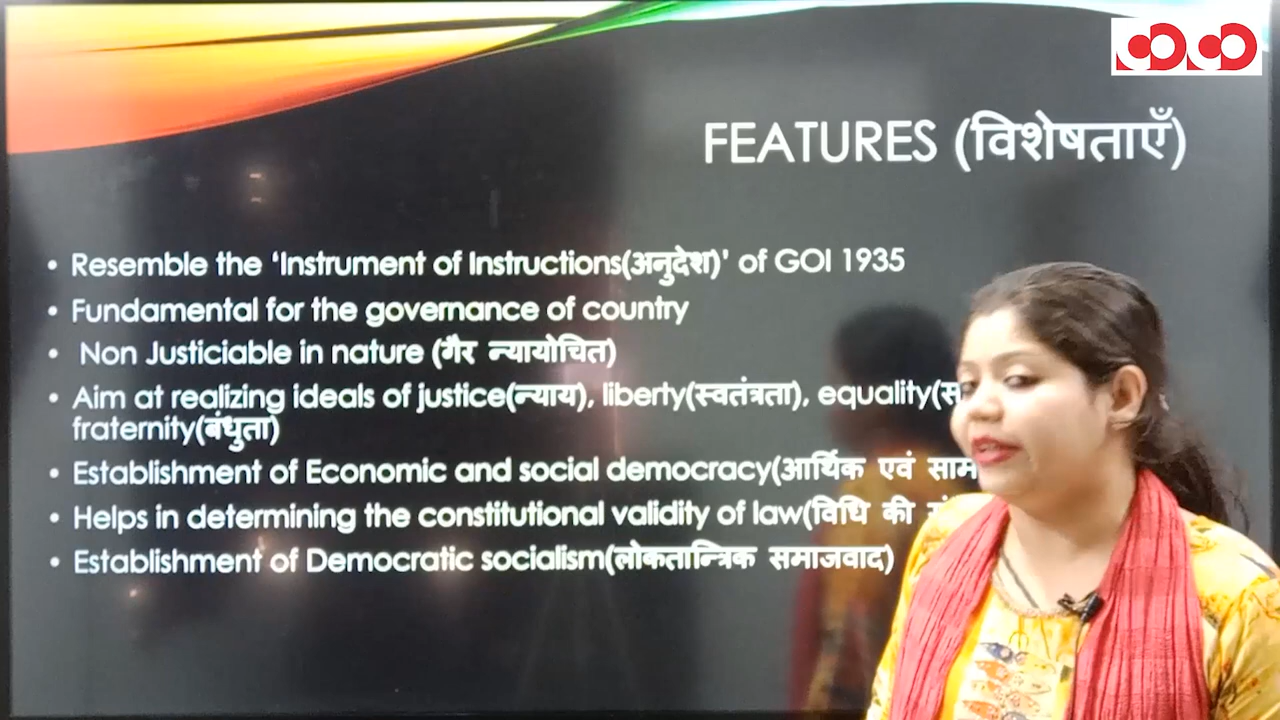 FEATURES (विशेषताएँ)
• Resemble the ‘Instrument of Instructions(अनुदेश)’ of GOI 1935
• Fundamental for the governance of country
• Non Justiciable in nature (गैर न्यायोचित)
• Aim at realizing ideals of justice(न्याय), liberty(स्वतंत्रता), equality(स
fraternity(बंधुता)
• Establishment of Economic and social democracy(आर्थिक एवं
• Helps in determining the constitutional validity of law(विधि की
• Establishment of Democratic socialism(लोकतान्त्रिक समाजवाद)